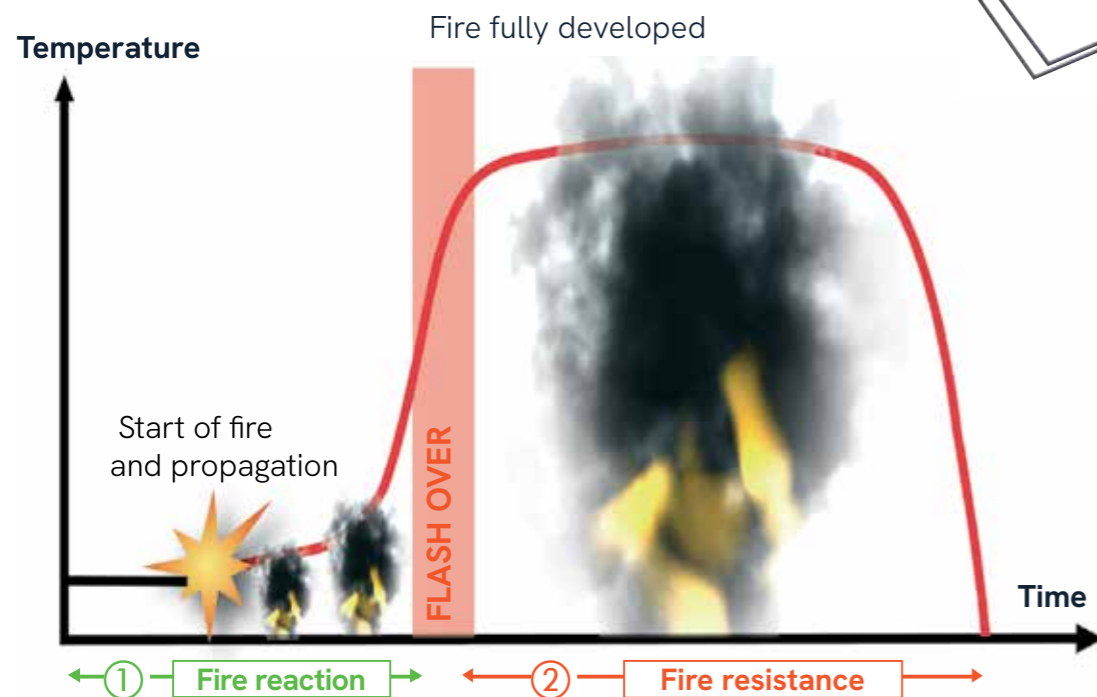 Fire fully developed
Temperature
Start of fire
and propagation
FLASH OVER
Time
1 Fire reaction
2 Fire resistance